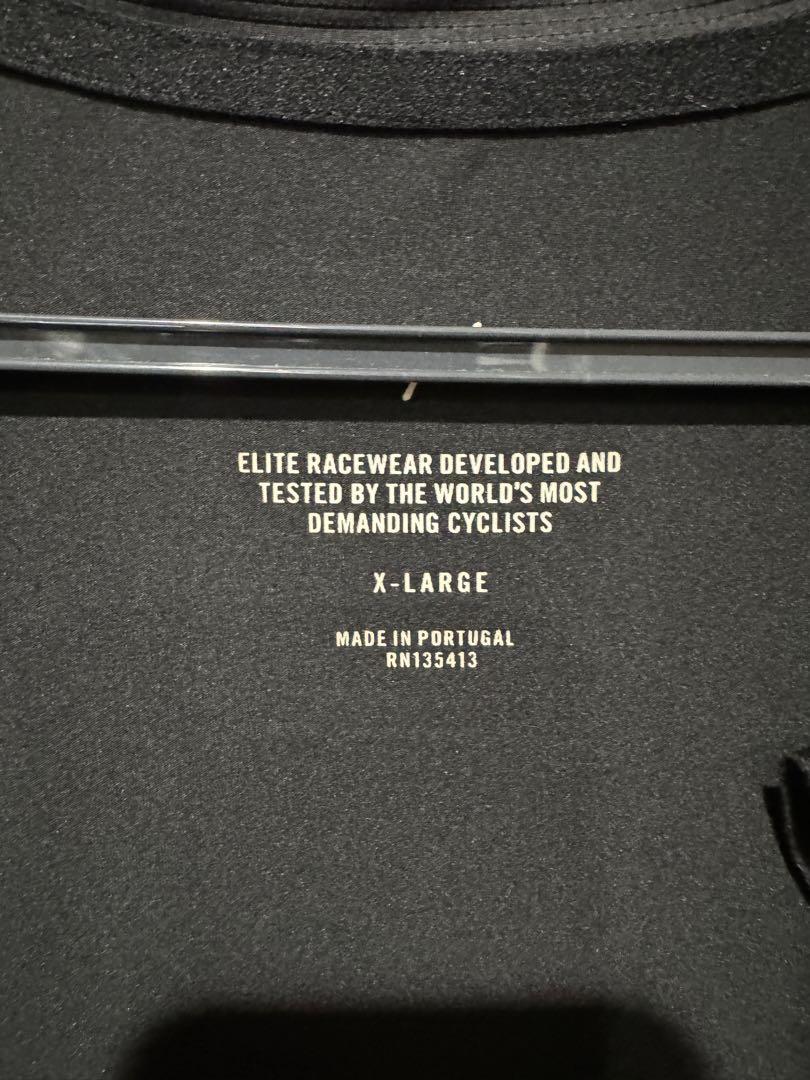 ELITE RACEWEAR DEVELOPED AND
TESTED BY THE WORLD'S MOST
DEMANDING CYCLISTS
X-LARGE
MADE IN PORTUGAL
RN135413